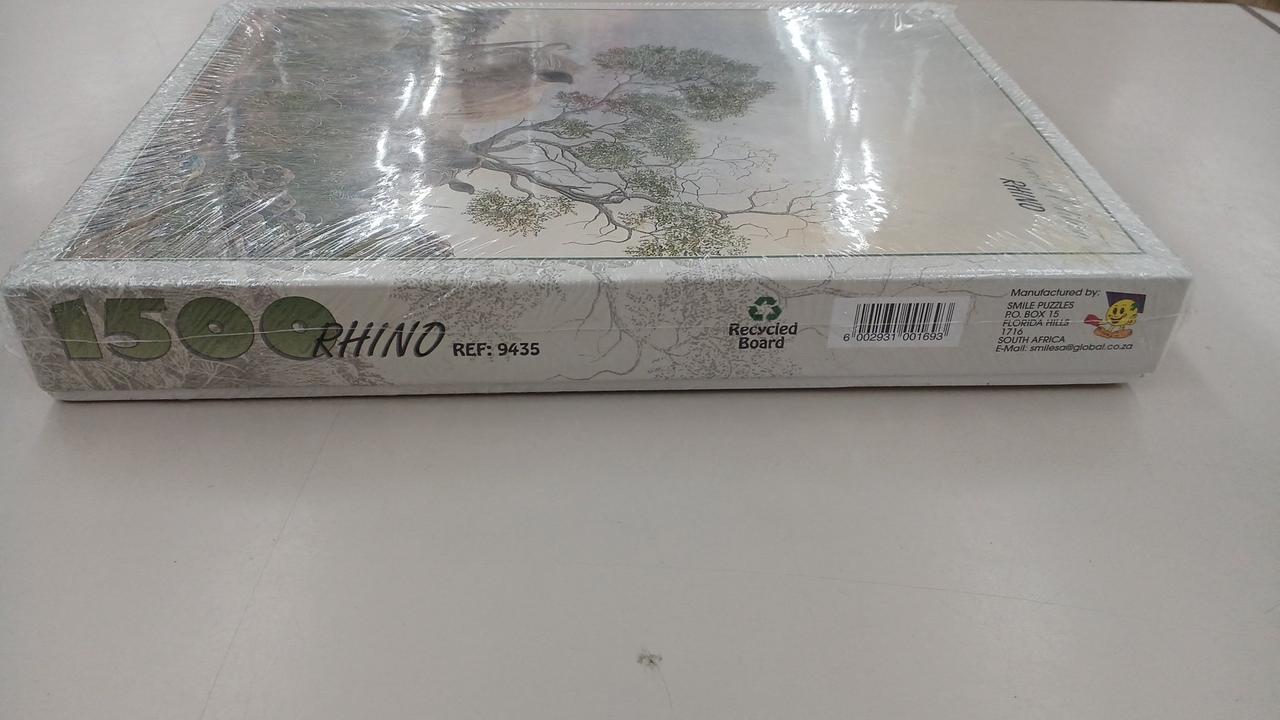 RHINO
1500 RHINO REF: 9435
Recycled
Board
6 002931 001693
Manufactured by:
SMILE PUZZLES
P.O. BOX 15
FLORIDA HILLS
1716
SOUTH AFRICA
E-Mail: smilesa@global.co.za